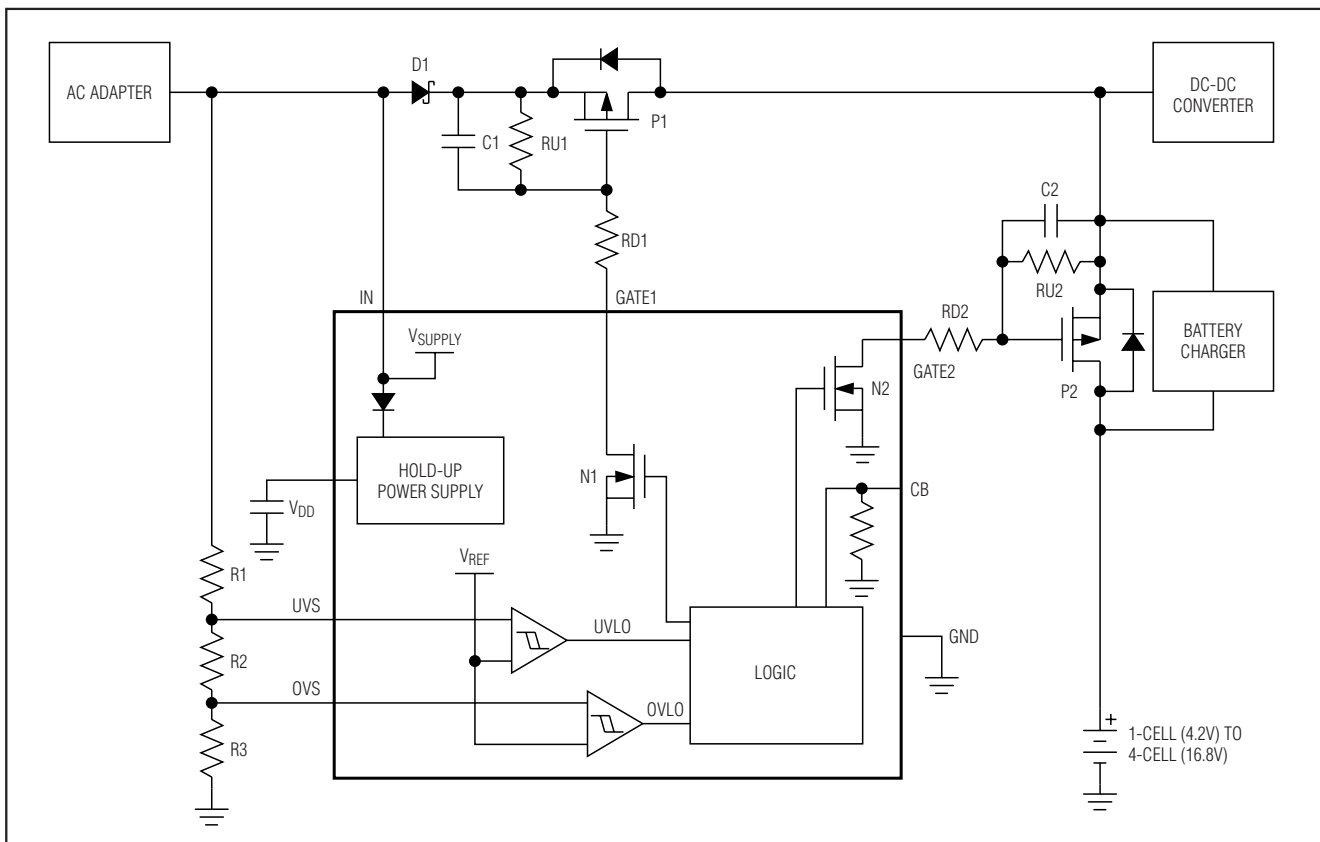 AC ADAPTER
D1
C1
RU1
P1
DC-DC
CONVERTER
RD1
C2
RU2
RD2
P2
BATTERY
CHARGER
IN
GATE1
VSUPPLY
HOLD-UP
POWER SUPPLY
VDD
N1
N2
GATE2
CB
VREF
R1
UVS
UVLO
R2
OVS
OVLO
R3
LOGIC
GND
+
1-CELL (4.2V) TO
4-CELL (16.8V)